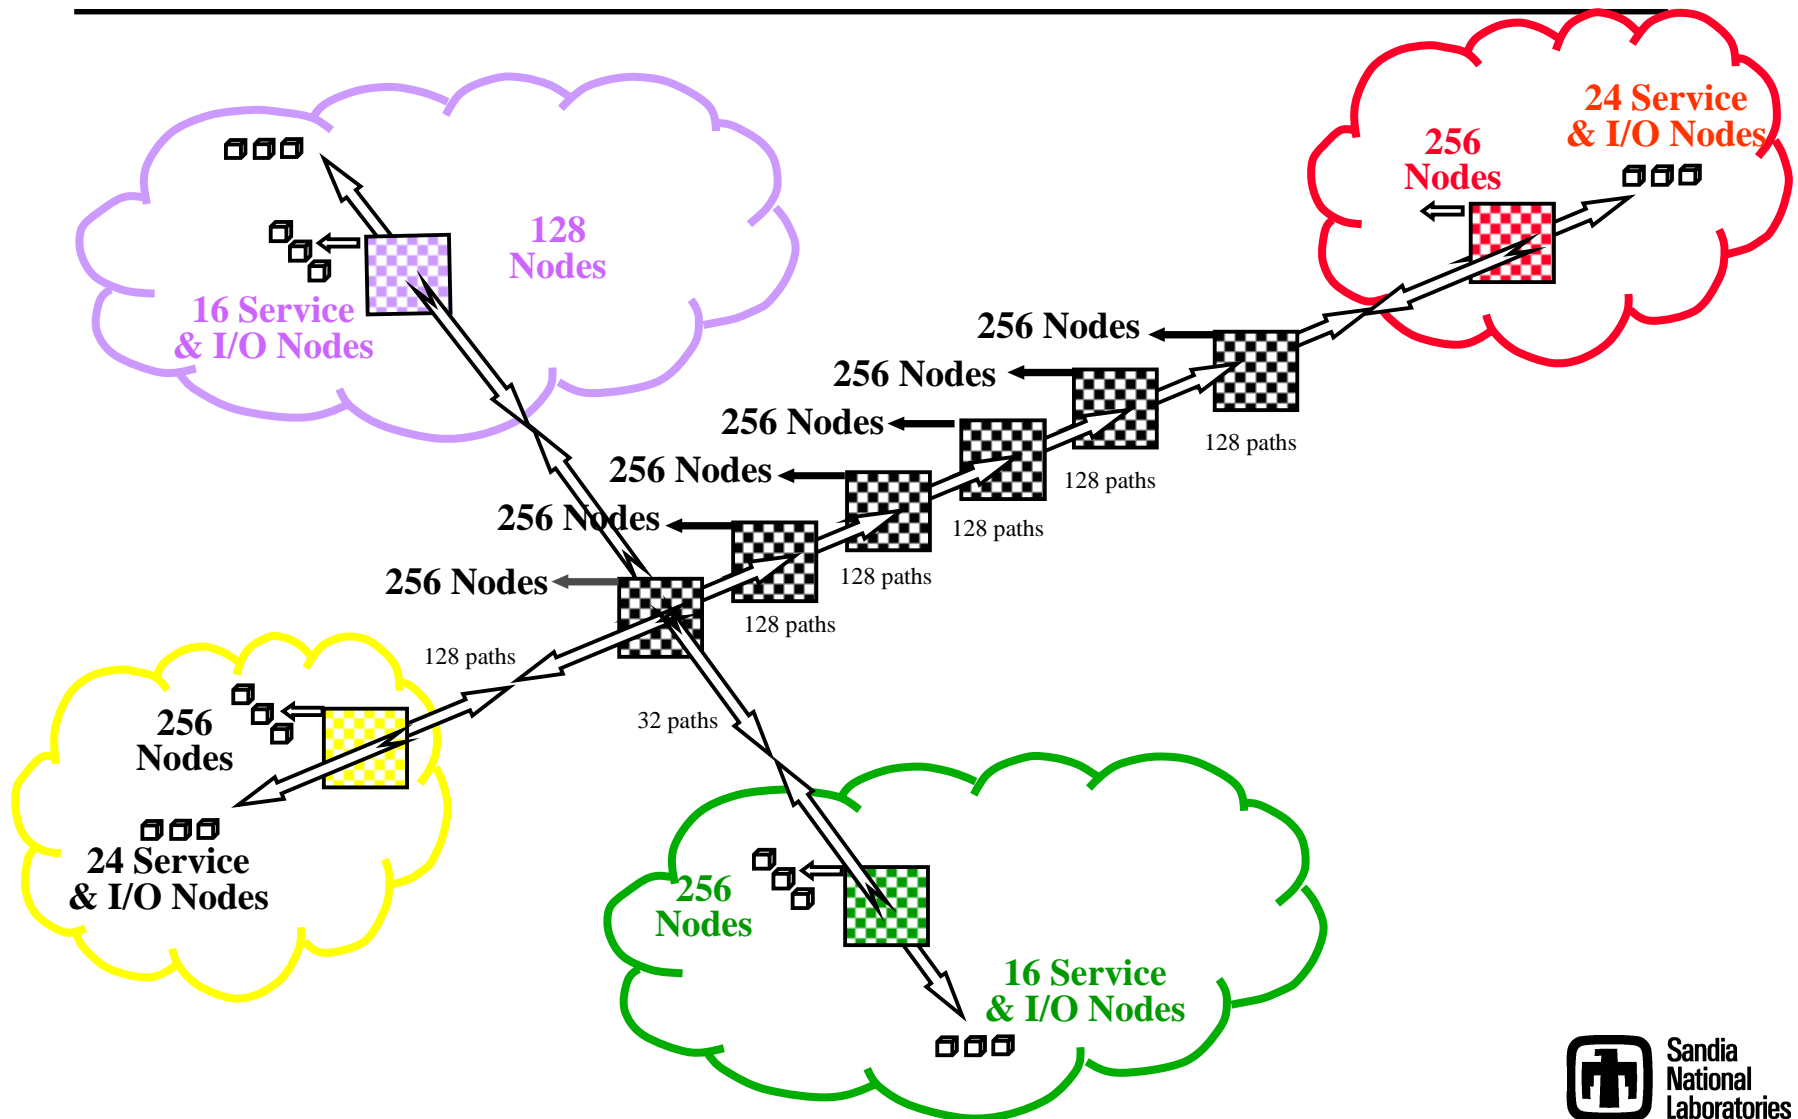 24 Service
& I/O Nodes
256
Nodes
128
Nodes
16 Service
& I/O Nodes
256 Nodes
256 Nodes
256 Nodes
256 Nodes
256 Nodes
256 Nodes
128 paths
128 paths
128 paths
128 paths
128 paths
128 paths
32 paths
256
Nodes
24 Service
& I/O Nodes
256
Nodes
16 Service
& I/O Nodes
Sandia
National
Laboratories